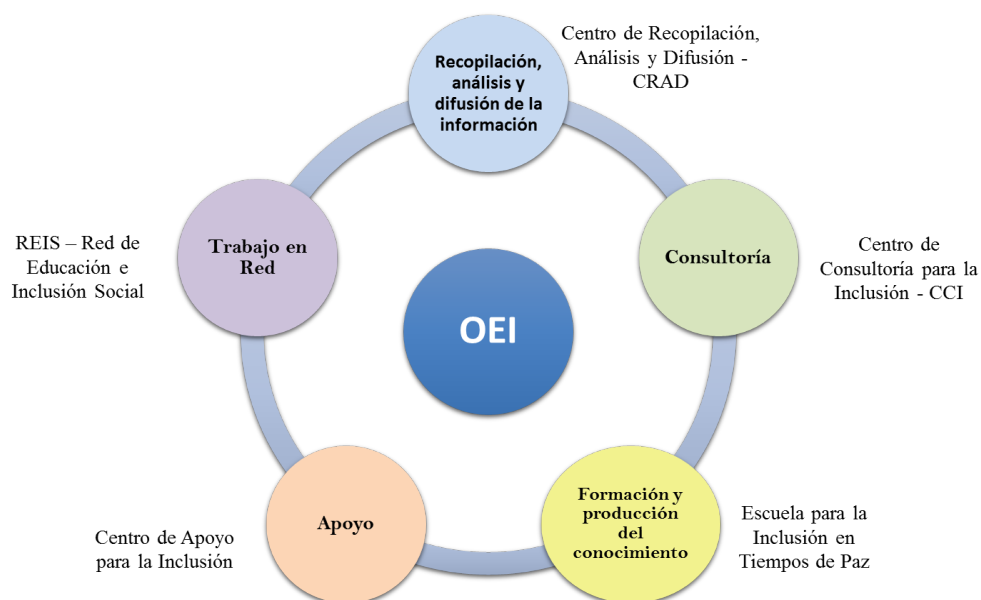 Recopilación,
análisis y
difusión de la
información
Centro de Recopilación,
Análisis y Difusión -
CRAD
Trabajo en
Red
REIS – Red de
Educación e
Inclusión Social
Consultoría
Centro de
Consultoría para la
Inclusión - CCI
OEI
Apoyo
Centro de Apoyo
para la Inclusión
Formación y
producción
del
conocimiento
Escuela para la
Inclusión en
Tiempos de Paz